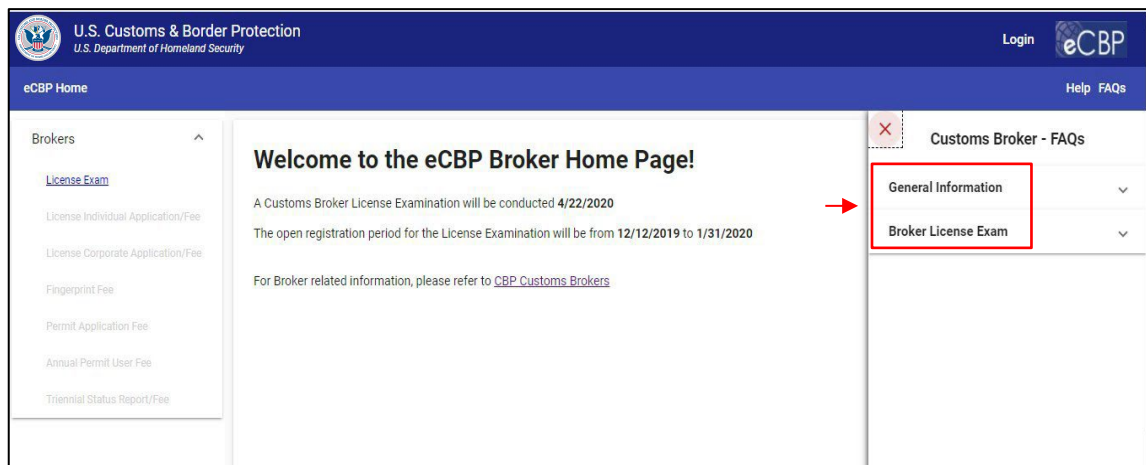 U.S. Customs & Border Protection
U.S. Department of Homeland Security
Login
eCBP
eCBP Home
Help FAQs
Brokers
License Exam
License Individual Application/Fee
License Corporate Application/Fee
Fingerprint Fee
Permit Application Fee
Annual Permit User Fee
Triennial Status Report/Fee
Welcome to the eCBP Broker Home Page!
A Customs Broker License Examination will be conducted 4/22/2020
The open registration period for the License Examination will be from 12/12/2019 to 1/31/2020
For Broker related information, please refer to CBP Customs Brokers
Customs Broker - FAQs
General Information
Broker License Exam